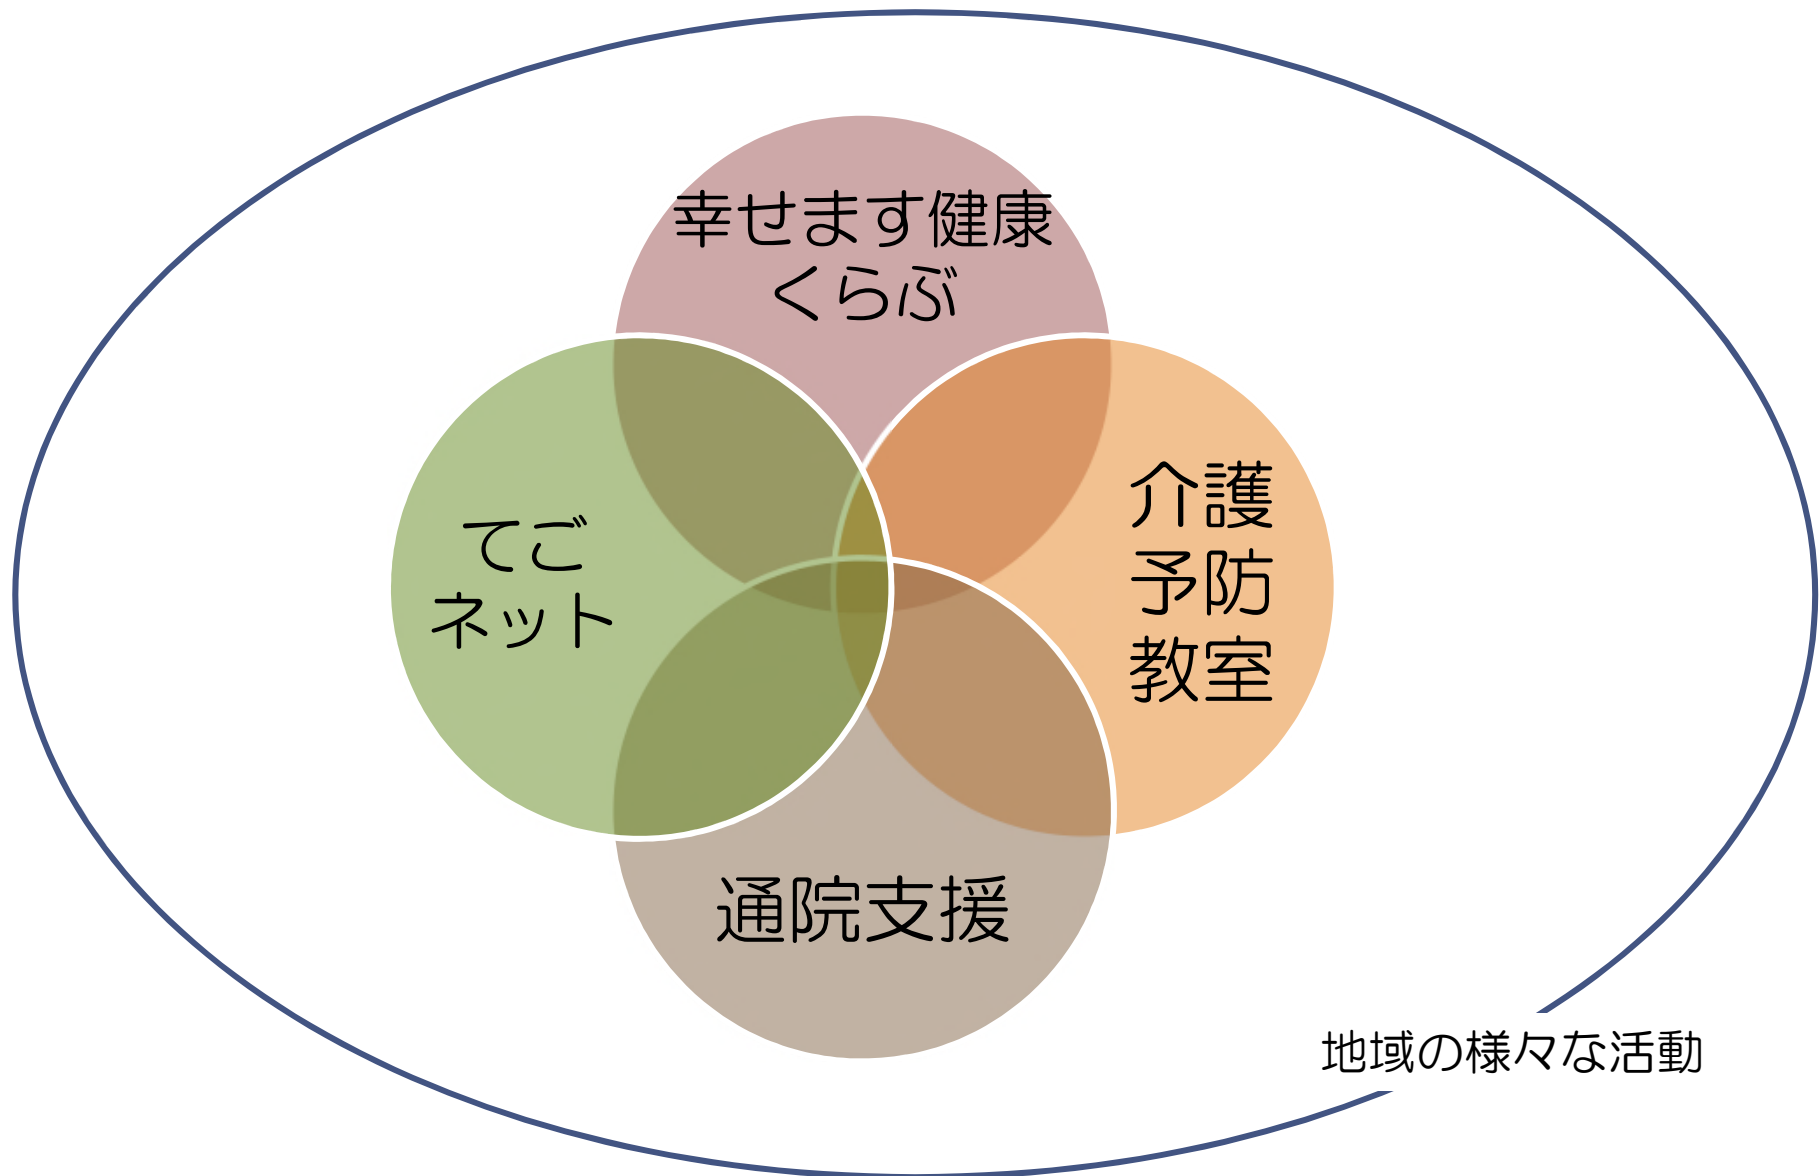 幸せます健康
くらぶ
てご
ネット
介護
予防
教室
通院支援
地域の様々な活動